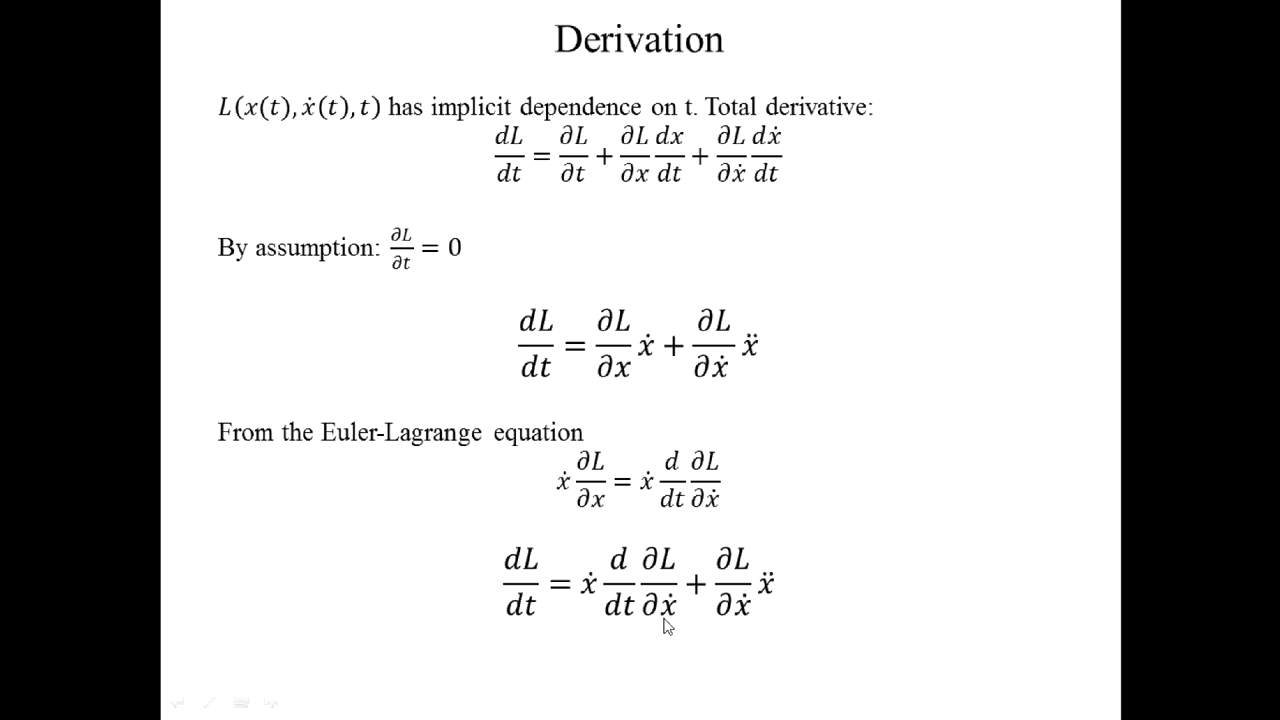 Derivation
L(x(t), ẋ(t), t) has implicit dependence on t. Total derivative:
dL/dt = ∂L/∂t + ∂L/∂x dx/dt + ∂L/∂ẋ dẋ/dt
By assumption: ∂L/∂t = 0
dL/dt = ∂L/∂x ẋ + ∂L/∂ẋ ẍ
From the Euler-Lagrange equation
ẋ ∂L/∂x = ẋ d/dt ∂L/∂ẋ
dL/dt = ẋ d/dt ∂L/∂ẋ + ∂L/∂ẋ ẍ